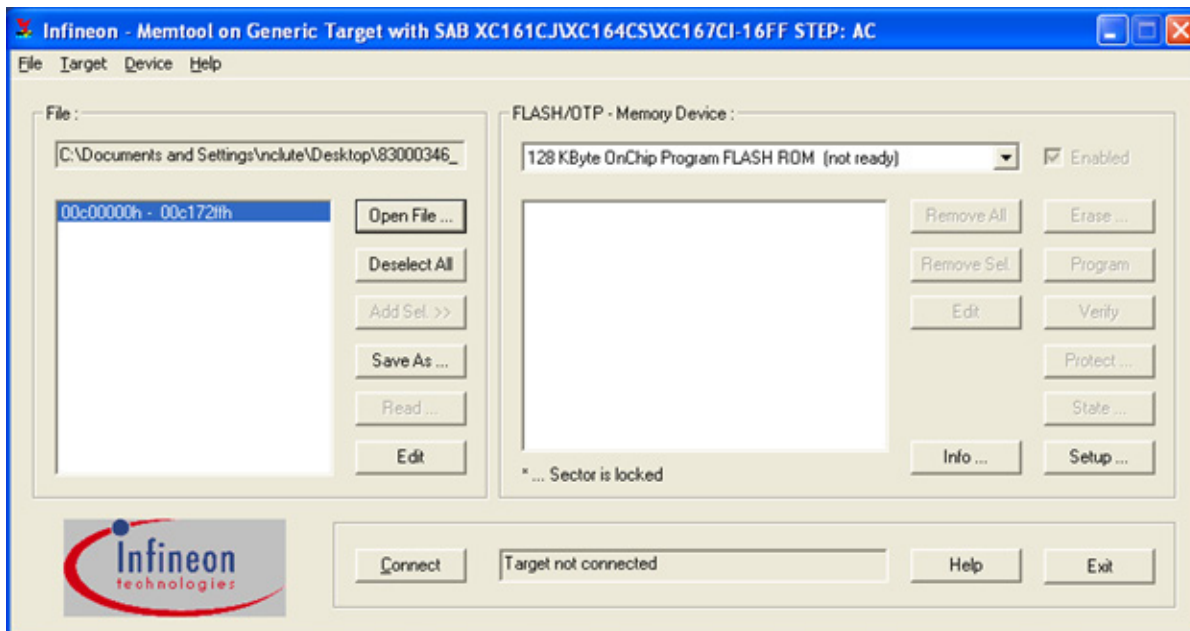 Infineon - Memtool on Generic Target with SAB XC161CJ\XC164CS\XC167CI-16FF STEP: AC
File Target Device Help
File :
C:\Documents and Settings\nclute\Desktop\83000346_
00c00000h - 00c172ffh
Open File ...
Deselect All
Add Sel. >>
Save As ...
Read ...
Edit
FLASH/OTP - Memory Device :
128 KByte OnChip Program FLASH ROM (not ready)
Enabled
Remove All
Erase ...
Remove Sel.
Program
Edit
Verify
Protect ...
State ...
Info ...
Setup ...
* ... Sector is locked
Infineon
technologies
Connect
Target not connected
Help
Exit